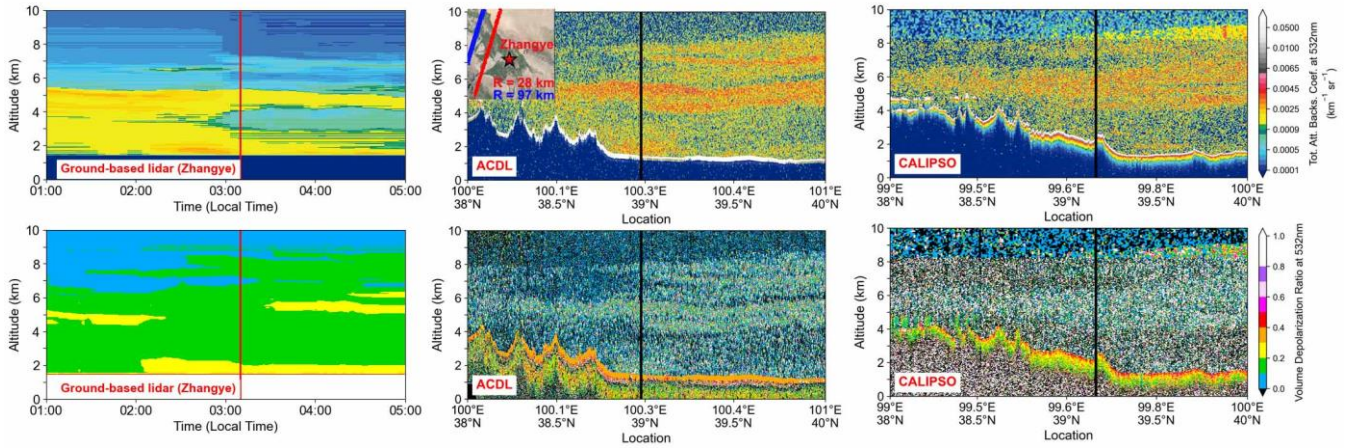 10
8
6
4
2
0
Altitude (km)
Ground-based lidar (Zhangye)
01:00 02:00 03:00 04:00 05:00
Time (Local Time)
10
8
6
4
2
0
Altitude (km)
Zhangye
R = 28 km
R = 97 km
ACDL
100°E 100.1°E 100.3°E 100.4°E 101°E
38°N 38.5°N 39°N 39.5°N 40°N
Location
10
8
6
4
2
0
Altitude (km)
CALIPSO
99°E 99.5°E 99.6°E 99.8°E 100°E
38°N 38.5°N 39°N 39.5°N 40°N
Location
0.0500
0.0100
0.0045
0.0025
0.0009
0.0004
0.0001
Tot. Att. Backs. Coef. at 532nm
(km⁻¹ sr⁻¹)
10
8
6
4
2
0
Altitude (km)
Ground-based lidar (Zhangye)
01:00 02:00 03:00 04:00 05:00
Time (Local Time)
10
8
6
4
2
0
Altitude (km)
ACDL
100°E 100.1°E 100.3°E 100.4°E 101°E
38°N 38.5°N 39°N 39.5°N 40°N
Location
10
8
6
4
2
0
Altitude (km)
CALIPSO
99°E 99.5°E 99.6°E 99.8°E 100°E
38°N 38.5°N 39°N 39.5°N 40°N
Location
1.0
0.8
0.6
0.4
0.2
0.0
Volume Depolarization Ratio at 532nm